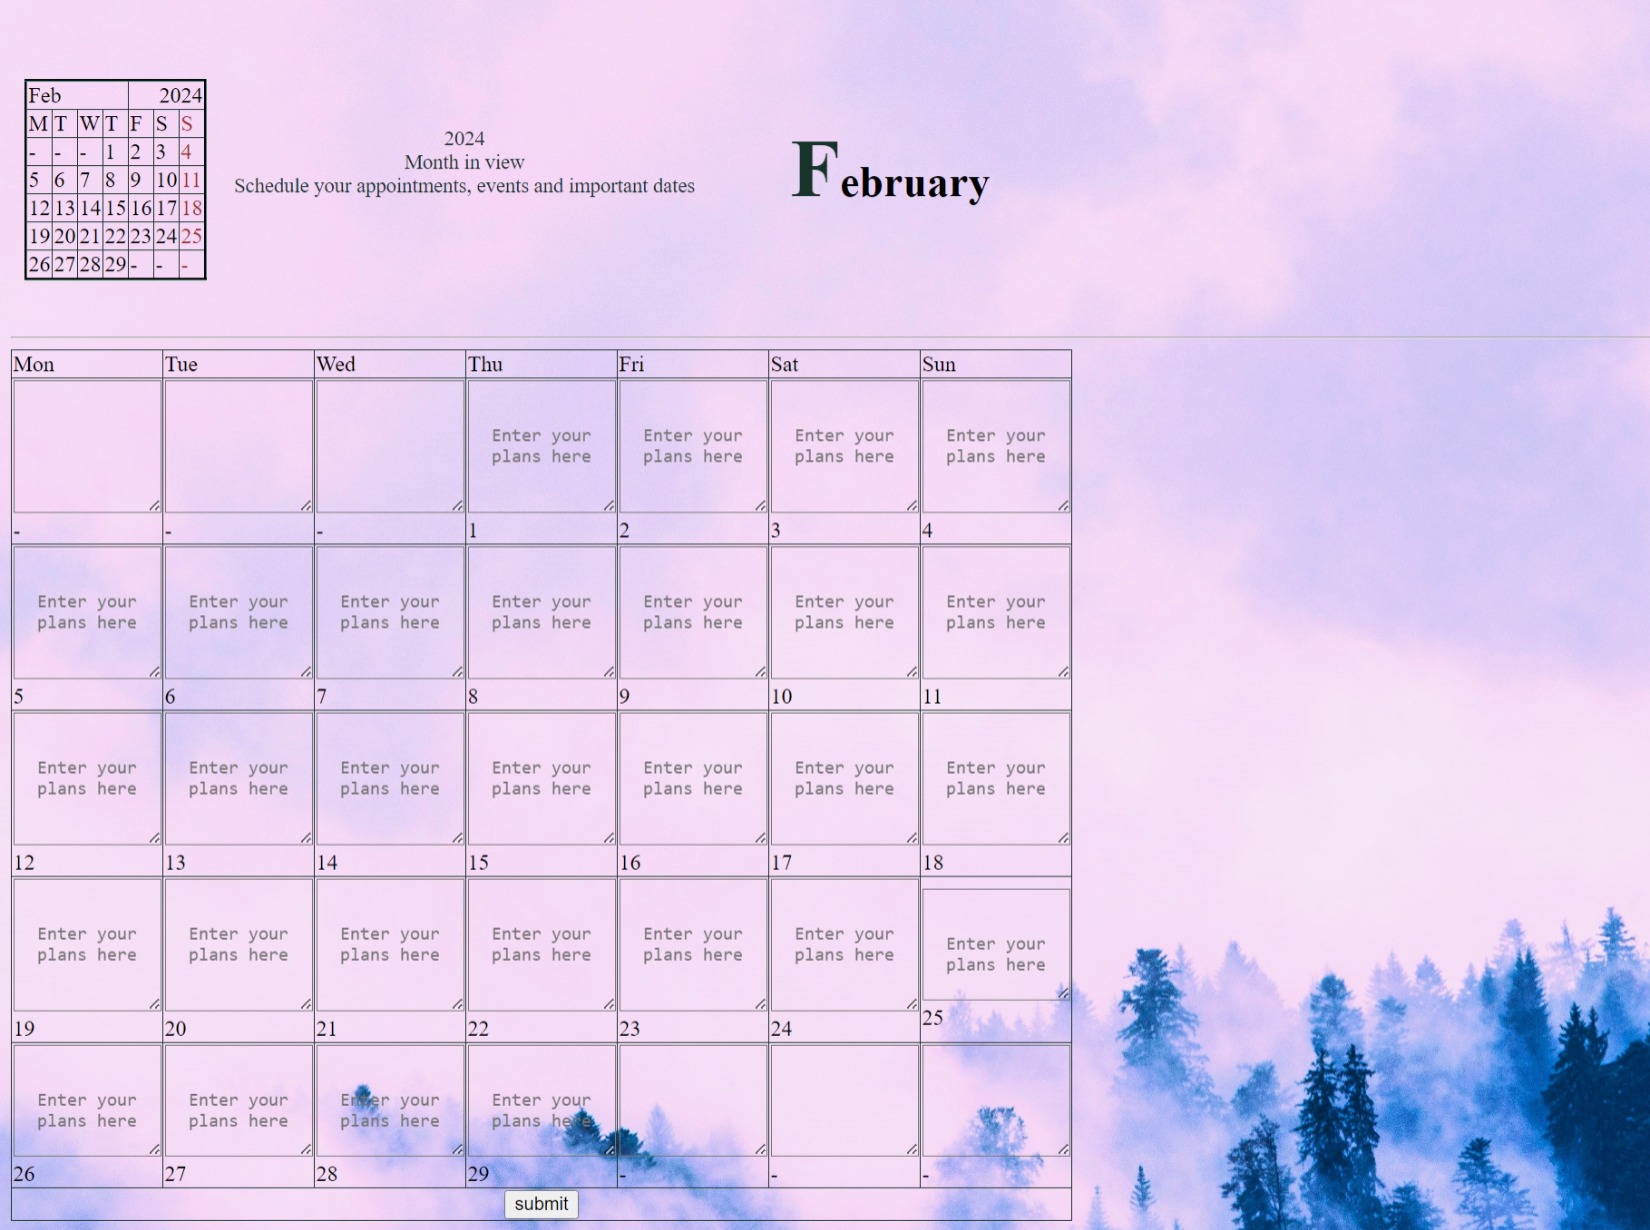 Feb 2024
M T W T F S S
- - - 1 2 3 4
5 6 7 8 9 10 11
12 13 14 15 16 17 18
19 20 21 22 23 24 25
26 27 28 29 - - -
2024
Month in view
Schedule your appointments, events and important dates
February
Mon Tue Wed Thu Fri Sat Sun
Enter your Enter your Enter your Enter your
plans here plans here plans here plans here
- - - 1 2 3 4
Enter your Enter your Enter your Enter your Enter your Enter your Enter your
plans here plans here plans here plans here plans here plans here plans here
5 6 7 8 9 10 11
Enter your Enter your Enter your Enter your Enter your Enter your Enter your
plans here plans here plans here plans here plans here plans here plans here
12 13 14 15 16 17 18
Enter your Enter your Enter your Enter your Enter your Enter your Enter your
plans here plans here plans here plans here plans here plans here plans here
19 20 21 22 23 24 25
Enter your Enter your Enter your Enter your
plans here plans here plans here plans here
26 27 28 29 - - -
submit